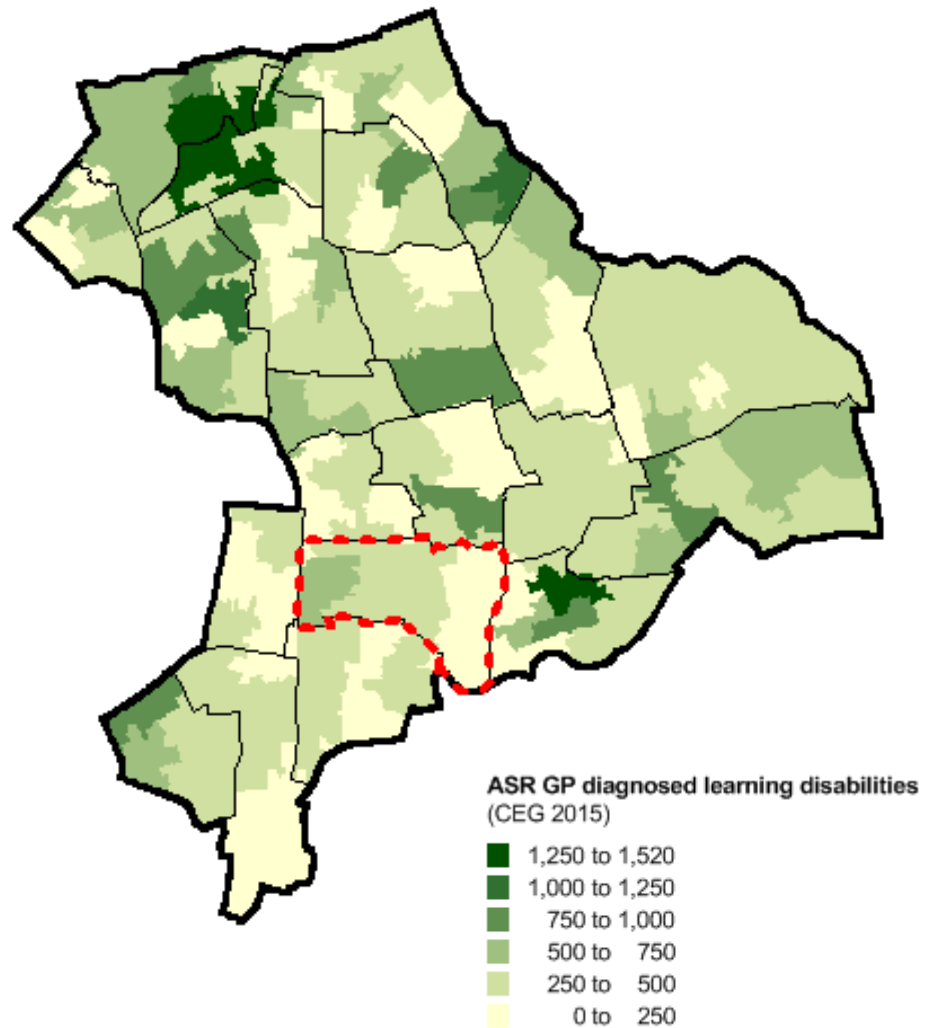 ASR GP diagnosed learning disabilities
(CEG 2015)
1,250 to 1,520
1,000 to 1,250
750 to 1,000
500 to 750
250 to 500
0 to 250